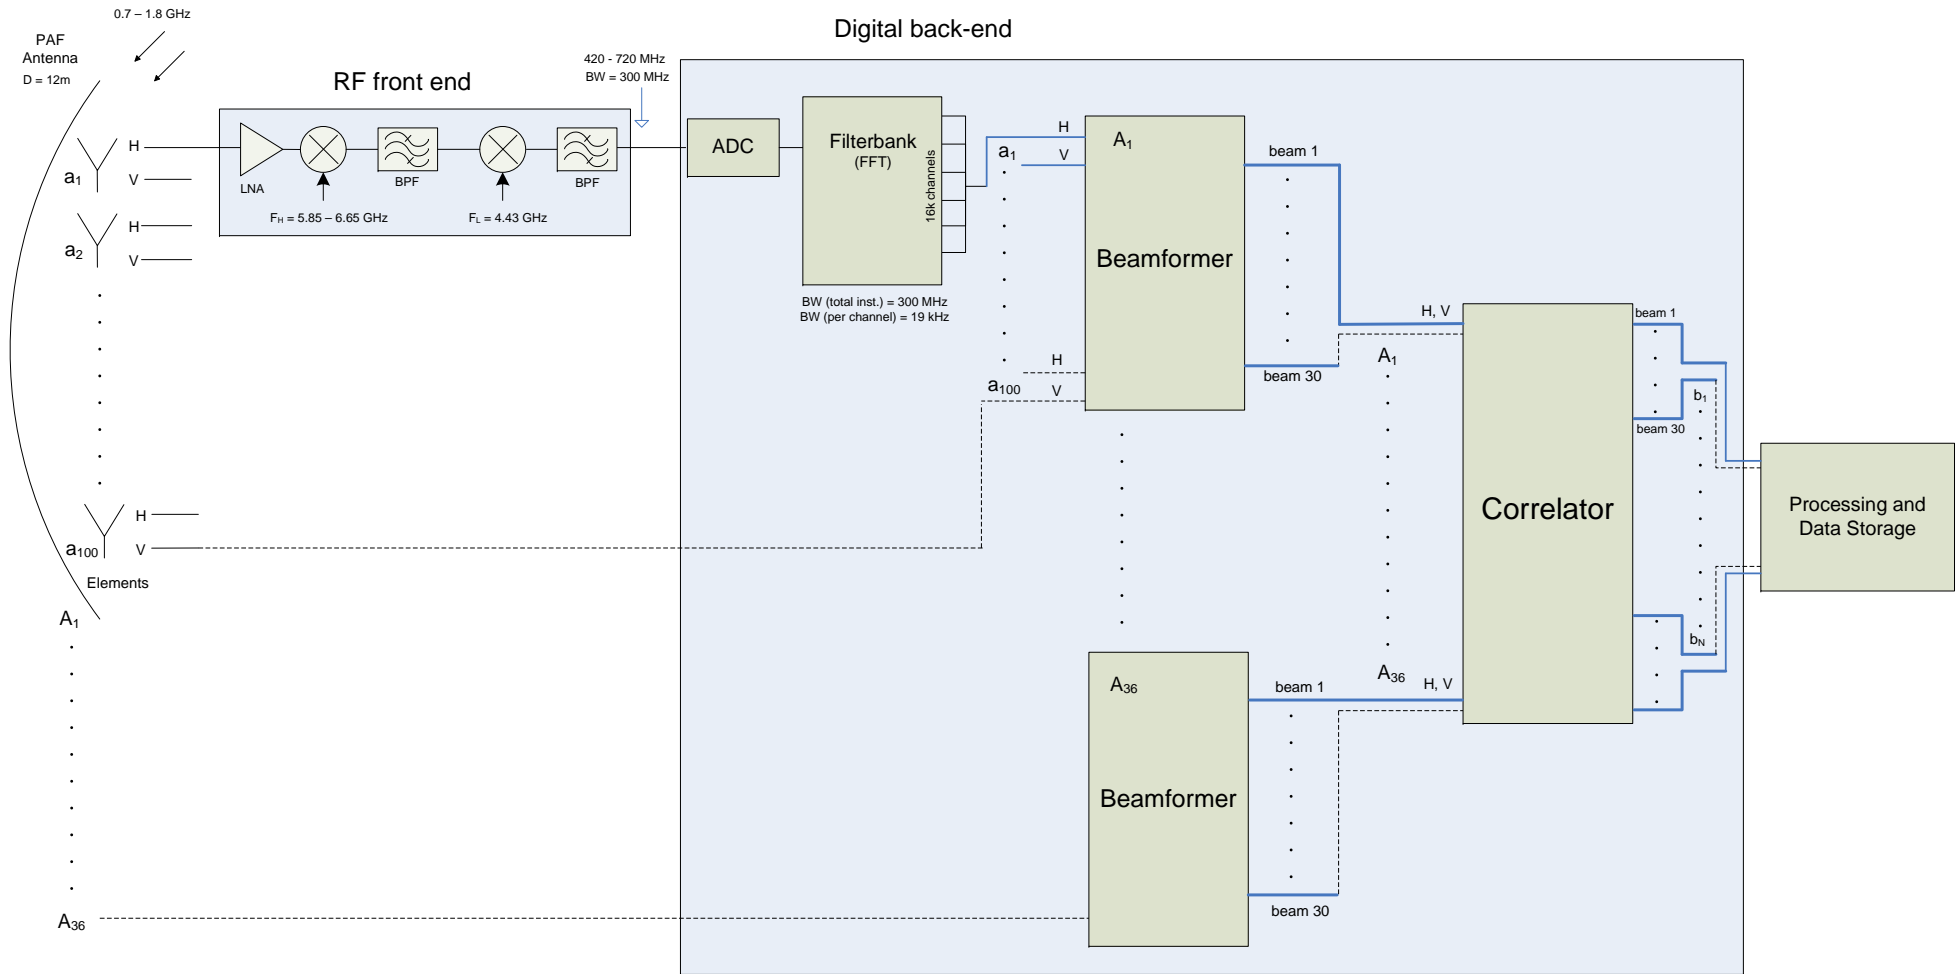 Digital back-end
0.7 – 1.8 GHz
PAF
Antenna
D = 12m
RF front end
420 - 720 MHz
BW = 300 MHz
H
V
a1
LNA
BPF
BPF
FH = 5.85 – 6.65 GHz
FL = 4.43 GHz
H
V
a2
H
V
a100
Elements
A1
A36
ADC
Filterbank
(FFT)
16k channels
BW (total inst.) = 300 MHz
BW (per channel) = 19 kHz
H
a1
V
H
a100
V
A1
Beamformer
beam 1
beam 30
H, V
A1
A36
H, V
A36
Beamformer
beam 1
beam 30
Correlator
beam 1
b1
beam 30
bN
Processing and
Data Storage